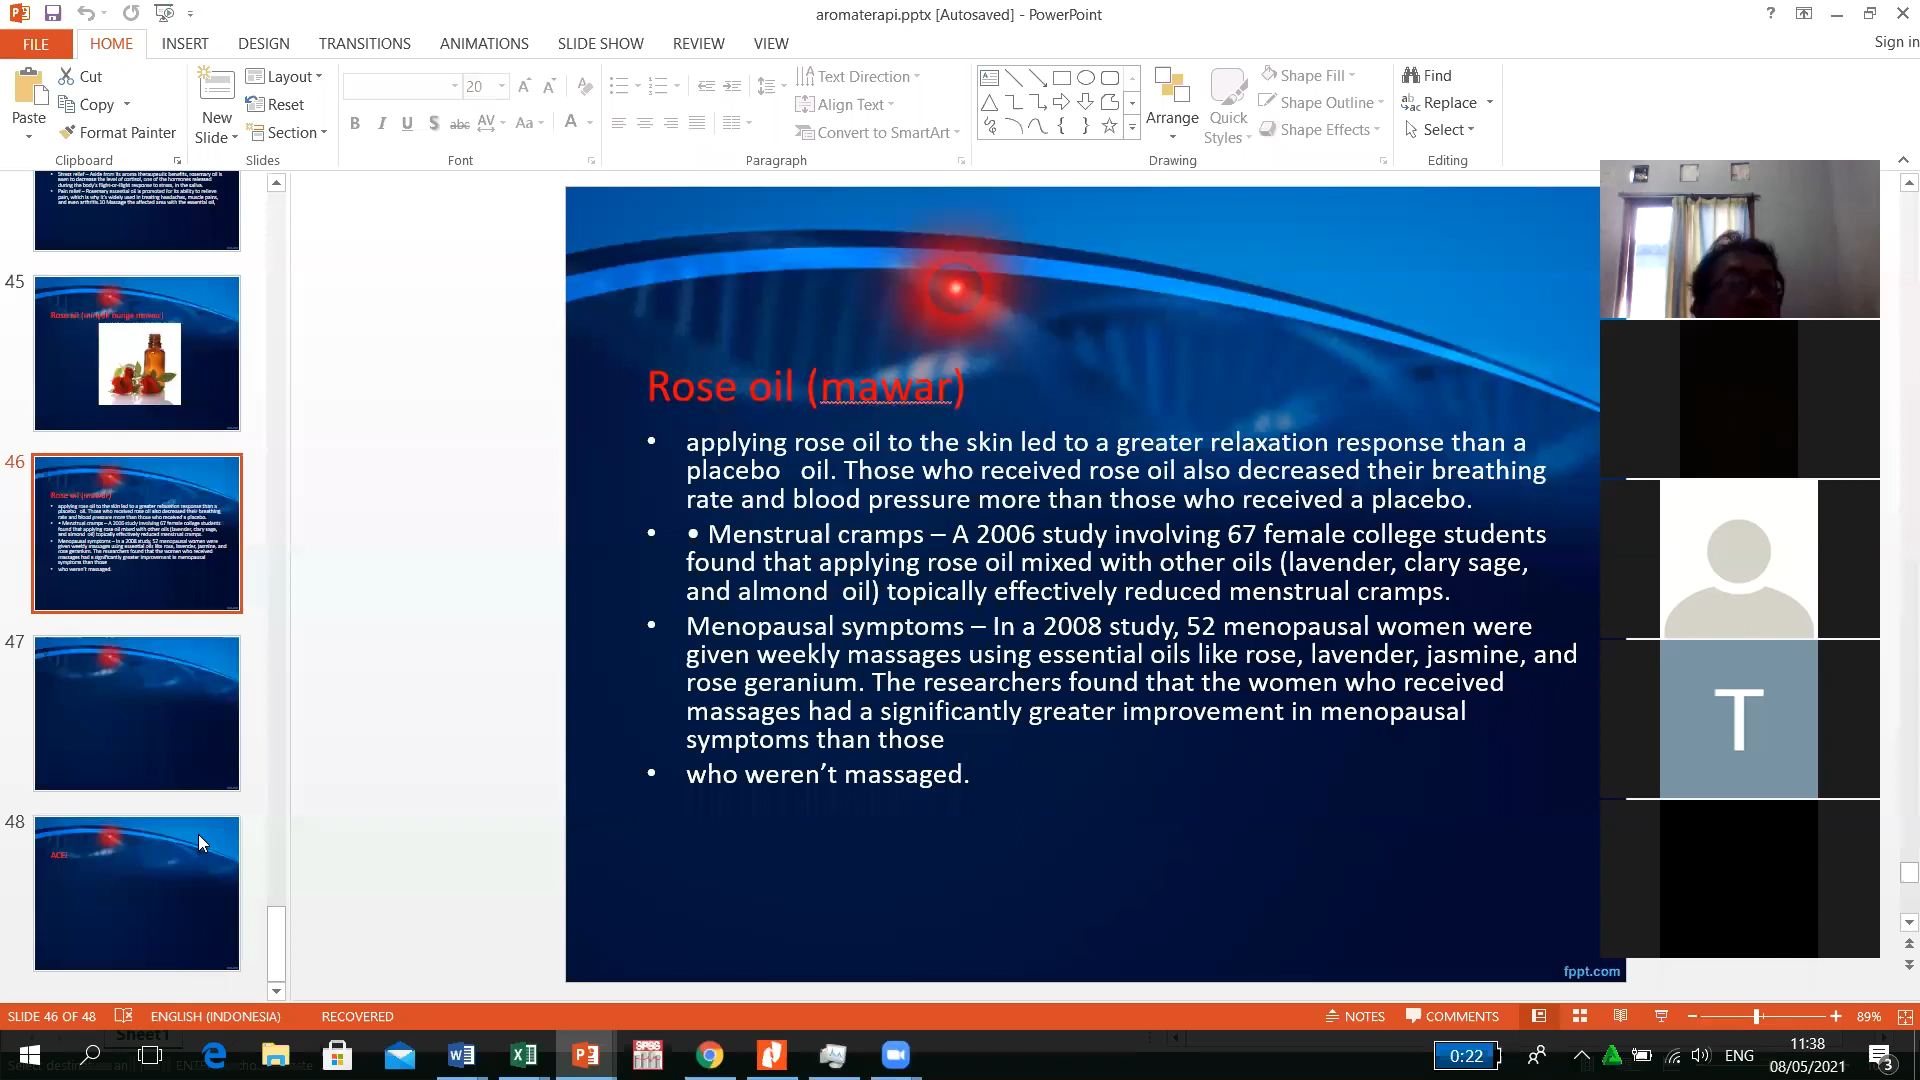 aromaterapi.pptx [Autosaved] - PowerPoint
?
Sign in
FILE HOME INSERT DESIGN TRANSITIONS ANIMATIONS SLIDE SHOW REVIEW VIEW
Paste
Cut
Copy
Format Painter
Clipboard
New
Slide
Layout
Reset
Section
Slides
20
B I U S abc AV Aa A
Font
Text Direction
Align Text
Convert to SmartArt
Paragraph
Arrange
Quick
Styles
Shape Fill
Shape Outline
Shape Effects
Drawing
Find
Replace
Select
Editing
45
46
Rose oil (mawar)
47
48
ACEI
Rose oil (mawar)
• applying rose oil to the skin led to a greater relaxation response than a
placebo oil. Those who received rose oil also decreased their breathing
rate and blood pressure more than those who received a placebo.
• • Menstrual cramps – A 2006 study involving 67 female college students
found that applying rose oil mixed with other oils (lavender, clary sage,
and almond oil) topically effectively reduced menstrual cramps.
• Menopausal symptoms – In a 2008 study, 52 menopausal women were
given weekly massages using essential oils like rose, lavender, jasmine, and
rose geranium. The researchers found that the women who received
massages had a significantly greater improvement in menopausal
symptoms than those
• who weren’t massaged.
fppt.com
T
SLIDE 46 OF 48 ENGLISH (INDONESIA) RECOVERED NOTES COMMENTS 89%
Sheet1
0:22
ENG
11:38
08/05/2021
3